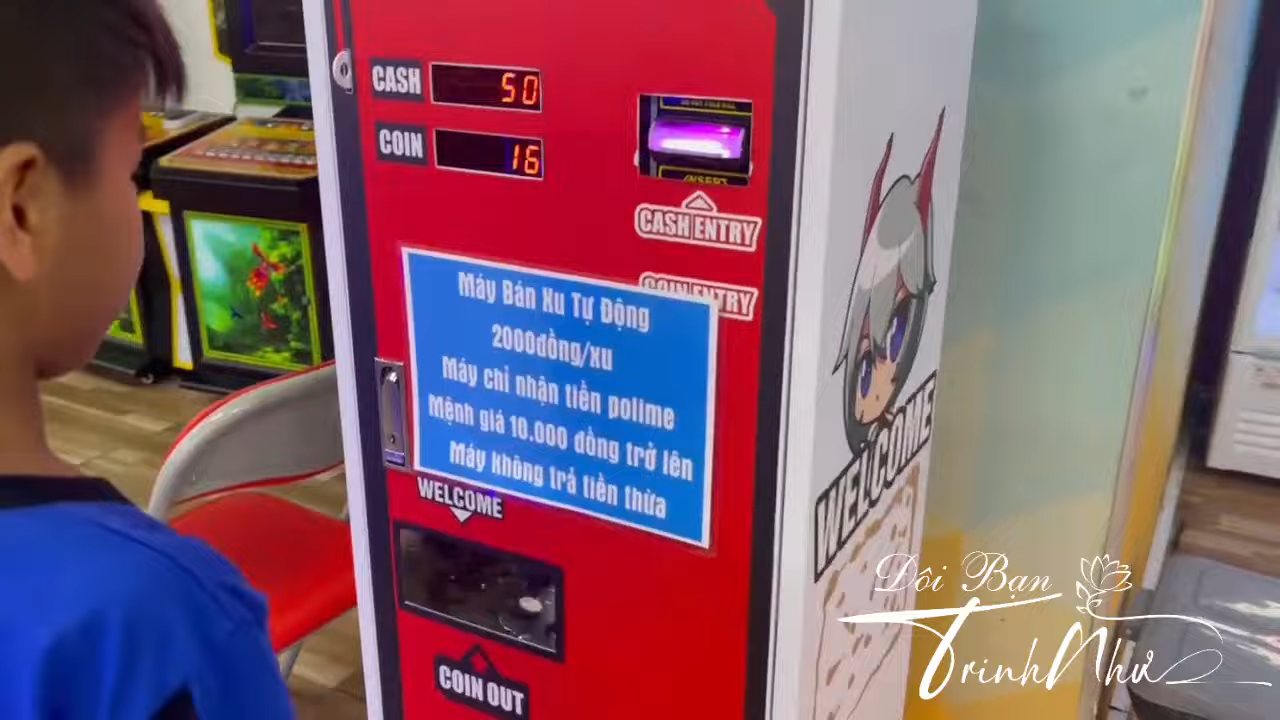 CASH 50
COIN 16
INSERT
CASH ENTRY
COIN ENTRY
Máy Bán Xu Tự Động
2000đồng/xu
Máy chỉ nhận tiền polime
Mệnh giá 10.000 đồng trở lên
Máy không trả tiền thừa
WELCOME
COIN OUT
WELCOME
Đôi Bạn
Trinh Như